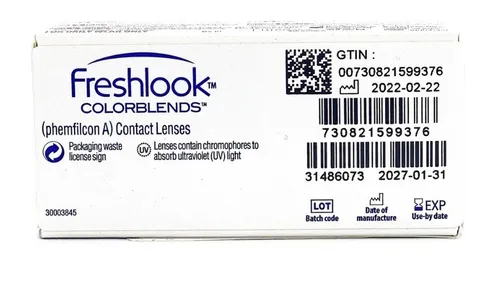 GTIN :
00730821599376
2022-02-22
Freshlook™
COLORBLENDS™
(phemfilcon A) Contact Lenses
730821599376
Packaging waste
license sign
UV
Lenses contain chromophores to
absorb ultraviolet (UV) light
31486073 2027-01-31
30003845
LOT
Batch code
Date of
manufacture
EXP
Use-by date